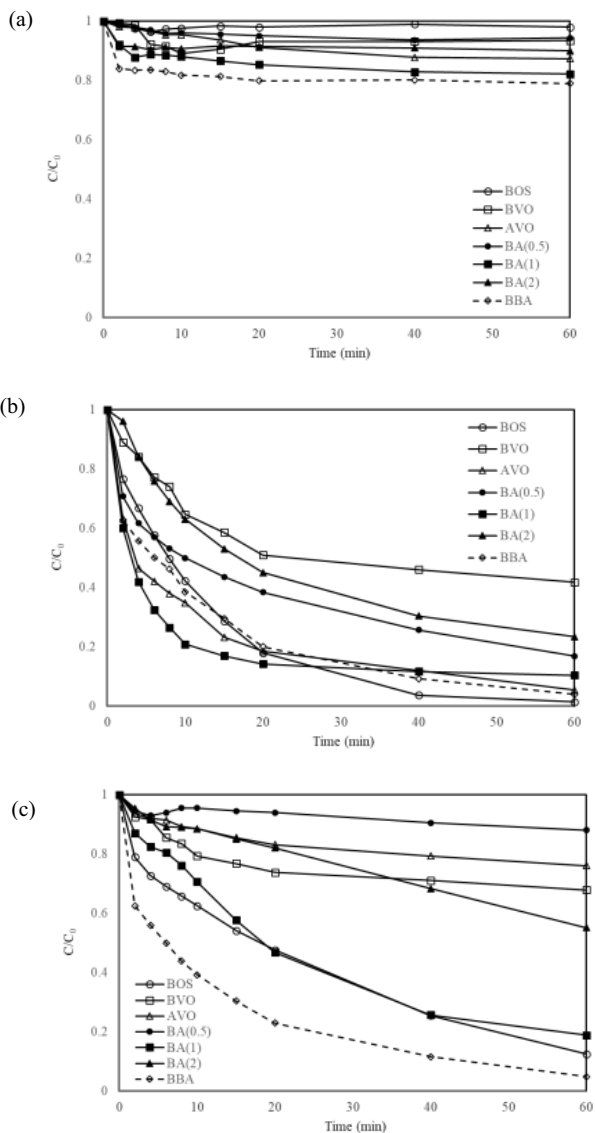 (a)
1
0.8
0.6
0.4
0.2
0
C/C₀
BOS
BVO
AVO
BA(0.5)
BA(1)
BA(2)
BBA
0 10 20 30 40 50 60
Time (min)
(b)
1
0.8
0.6
0.4
0.2
0
C/C₀
BOS
BVO
AVO
BA(0.5)
BA(1)
BA(2)
BBA
0 10 20 30 40 50 60
Time (min)
(c)
1
0.8
0.6
0.4
0.2
0
C/C₀
BOS
BVO
AVO
BA(0.5)
BA(1)
BA(2)
BBA
0 10 20 30 40 50 60
Time (min)